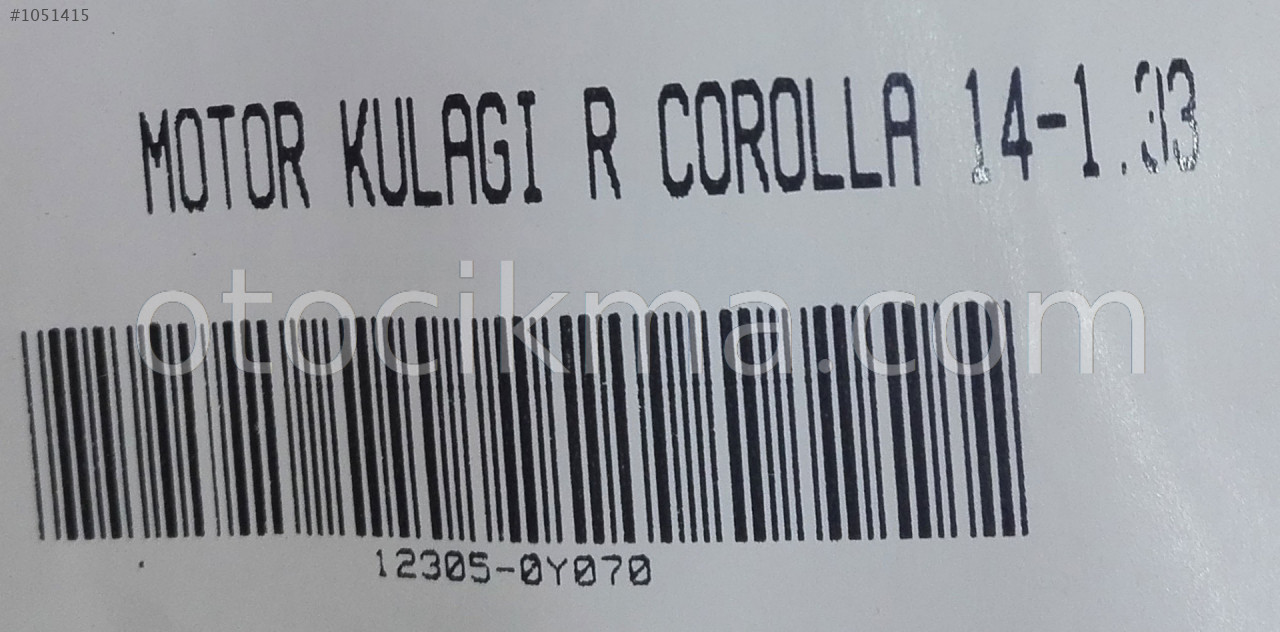 #1051415
MOTOR KULAGI R COROLLA 14-1.33
otocikma.com
12305-0Y070